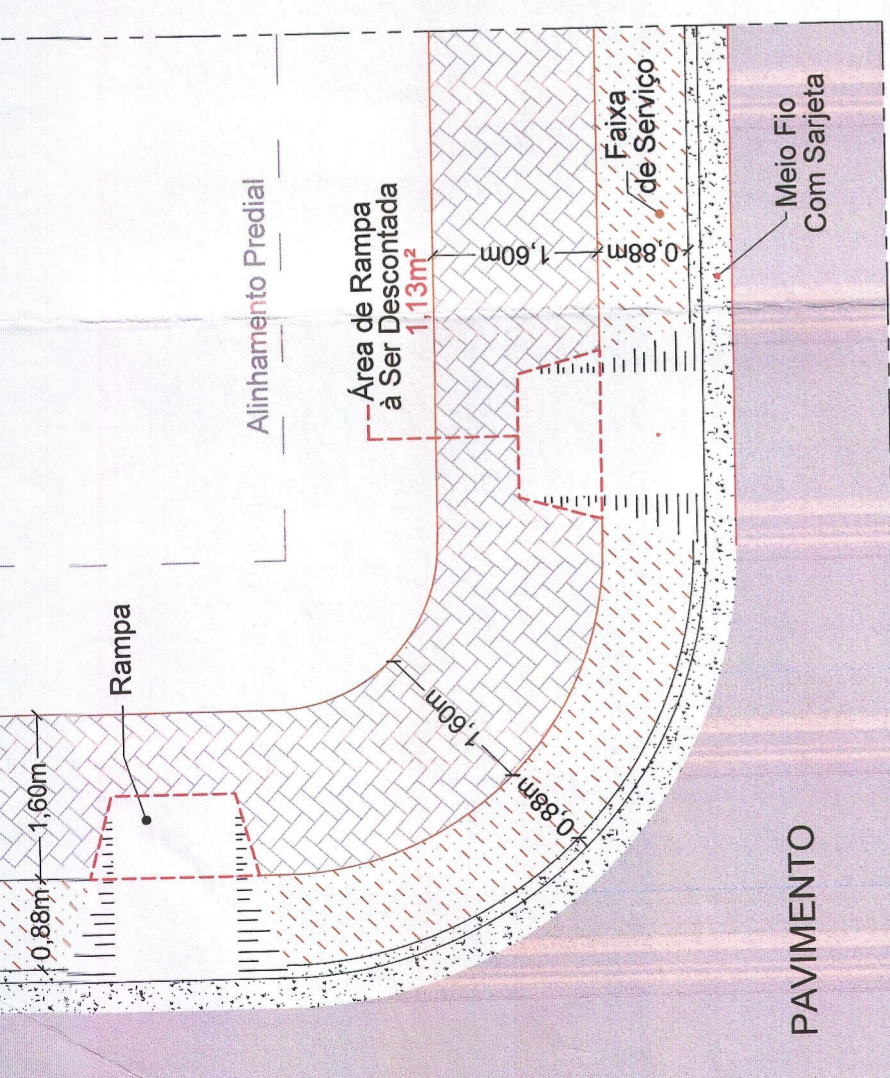 Alinhamento Predial
Área de Rampa
à Ser Descontada
1,13m²
Faixa
de Serviço
1,60m
0,88m
Meio Fio
Com Sarjeta
Rampa
1,60m
0,88m
1,60m
0,88m
PAVIMENTO